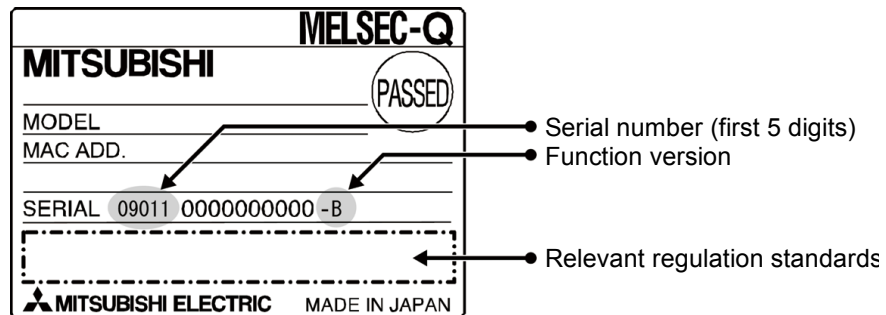 MELSEC-Q
MITSUBISHI
PASSED
MODEL
MAC ADD.
SERIAL 09011 0000000000 -B
MITSUBISHI ELECTRIC MADE IN JAPAN
Serial number (first 5 digits)
Function version
Relevant regulation standards